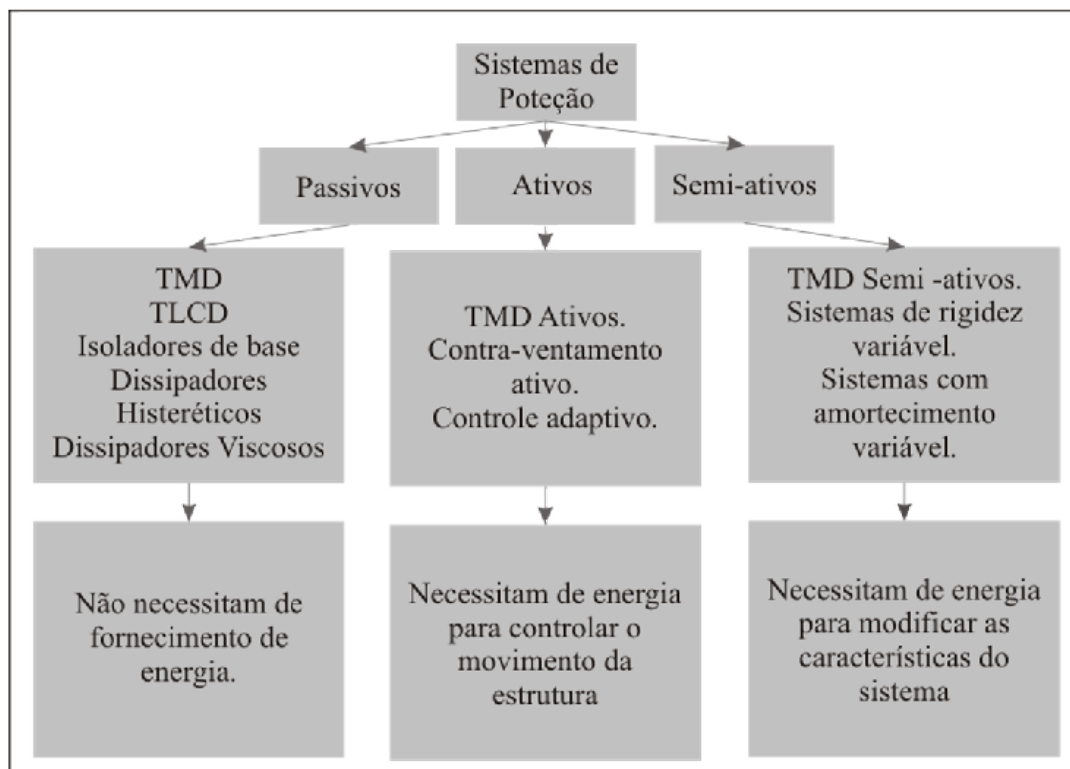 Sistemas de
Poteção
Passivos
Ativos
Semi-ativos
TMD
TLCD
Isoladores de base
Dissipadores
Histeréticos
Dissipadores Viscosos
TMD Ativos.
Contra-ventamento
ativo.
Controle adaptivo.
TMD Semi -ativos.
Sistemas de rigidez
variável.
Sistemas com
amortecimento
variável.
Não necessitam de
fornecimento de
energia.
Necessitam de energia
para controlar o
movimento da
estrutura
Necessitam de energia
para modificar as
características do
sistema